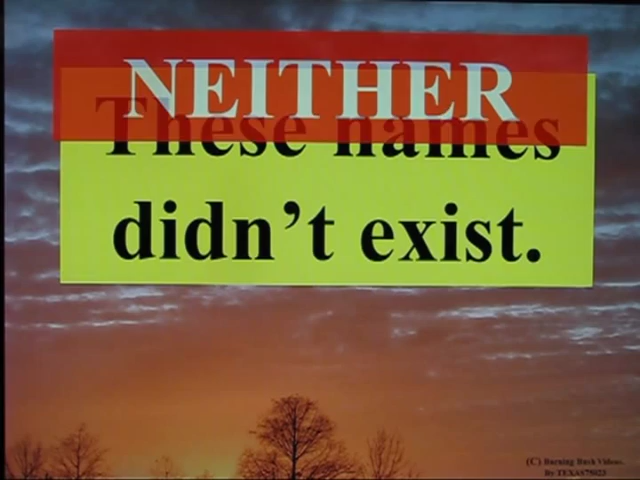 NEITHER
These names
didn't exist.
(C) Burning Bush Videos.
By TEXAS75023